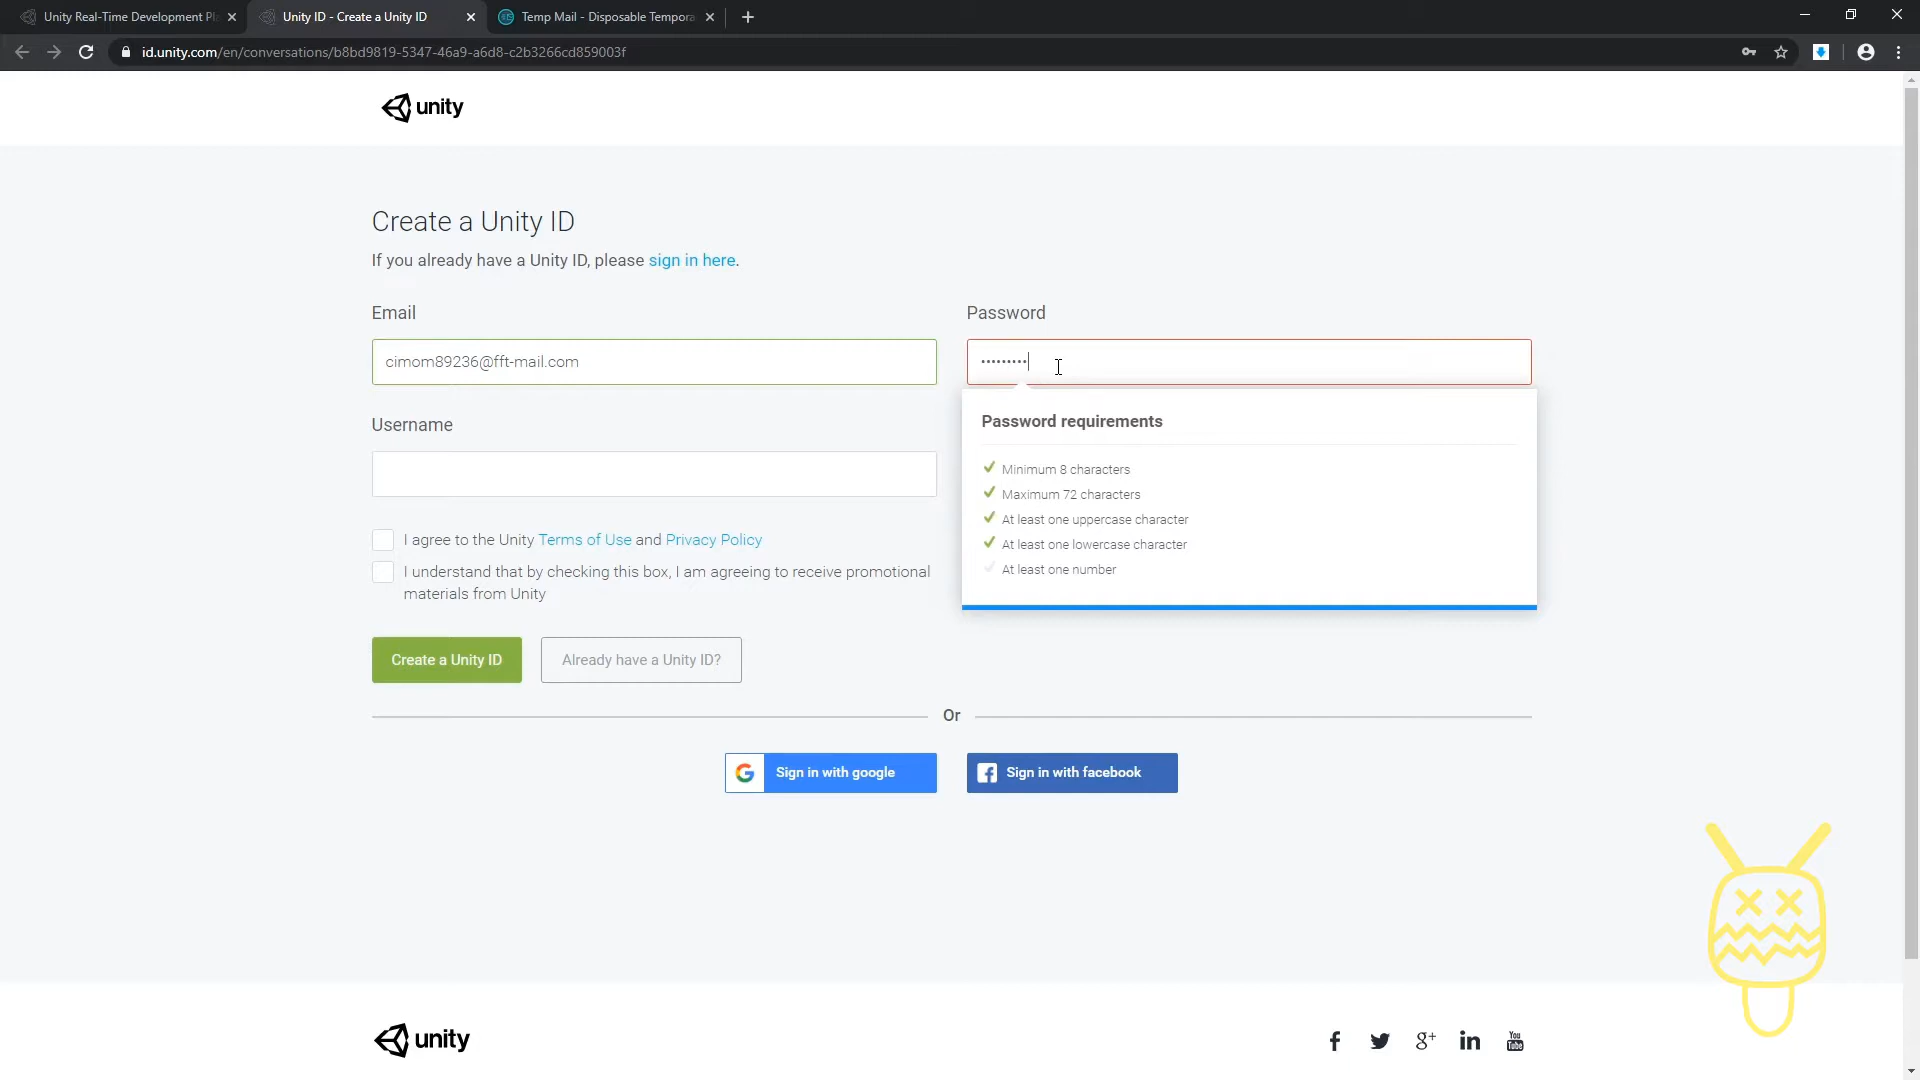 Unity Real-Time Development Pl
Unity ID - Create a Unity ID
Temp Mail - Disposable Tempora
id.unity.com/en/conversations/b8bd9819-5347-46a9-a6d8-c2b3266cd859003f
unity
Create a Unity ID
If you already have a Unity ID, please sign in here.
Email
Password
cimom89236@fft-mail.com
•••••••••
Username
Password requirements
Minimum 8 characters
Maximum 72 characters
At least one uppercase character
At least one lowercase character
At least one number
I agree to the Unity Terms of Use and Privacy Policy
I understand that by checking this box, I am agreeing to receive promotional
materials from Unity
Create a Unity ID
Already have a Unity ID?
Or
Sign in with google
Sign in with facebook
unity
You
Tube